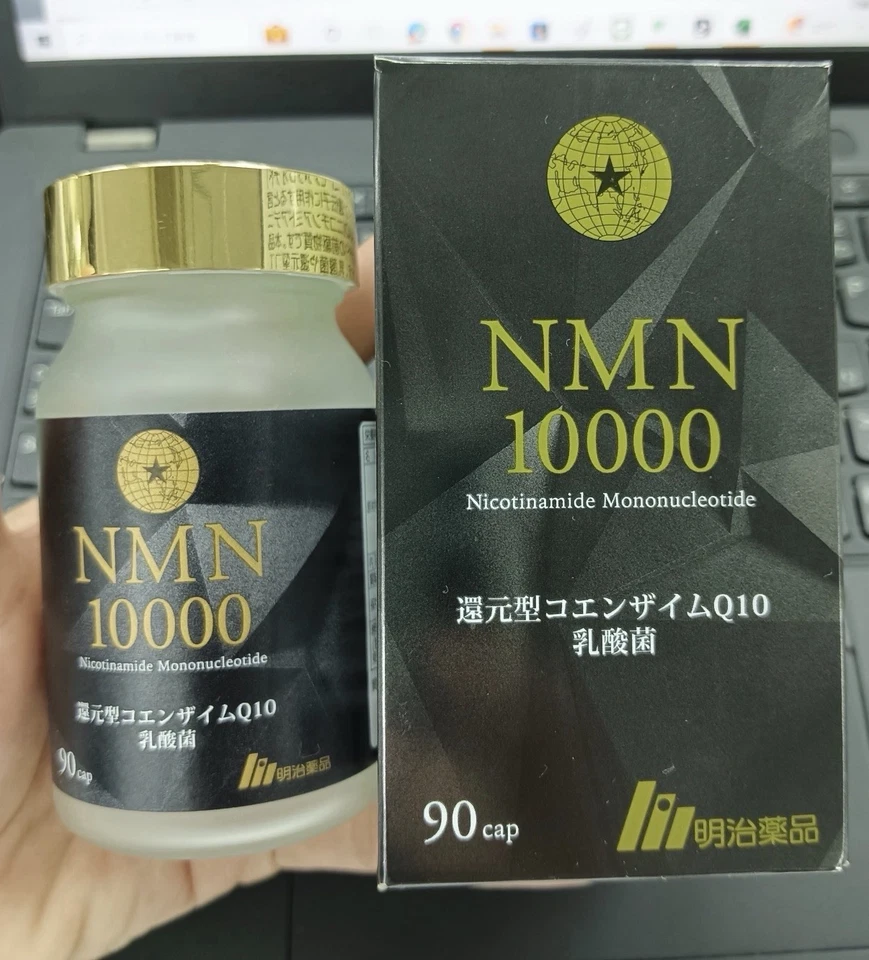 NMN
10000
Nicotinamide Mononucleotide
還元型コエンザイムQ10
乳酸菌
90 cap
明治薬品
NMN
10000
Nicotinamide Mononucleotide
還元型コエンザイムQ10
乳酸菌
90 cap
明治薬品